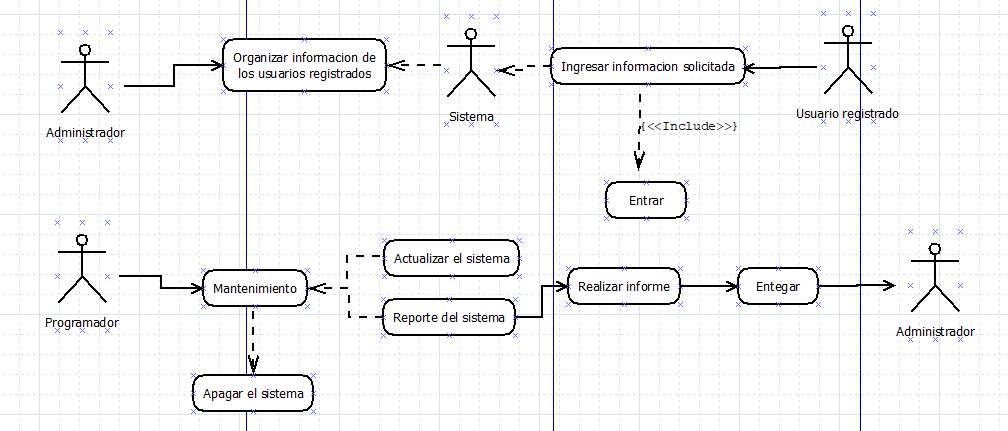 Organizar informacion de
los usuarios registrados
Administrador
Sistema
Ingresar informacion solicitada
Usuario registrado
{<<Include>>}
Entrar
Programador
Mantenimiento
Actualizar el sistema
Reporte del sistema
Realizar informe
Entegar
Administrador
Apagar el sistema